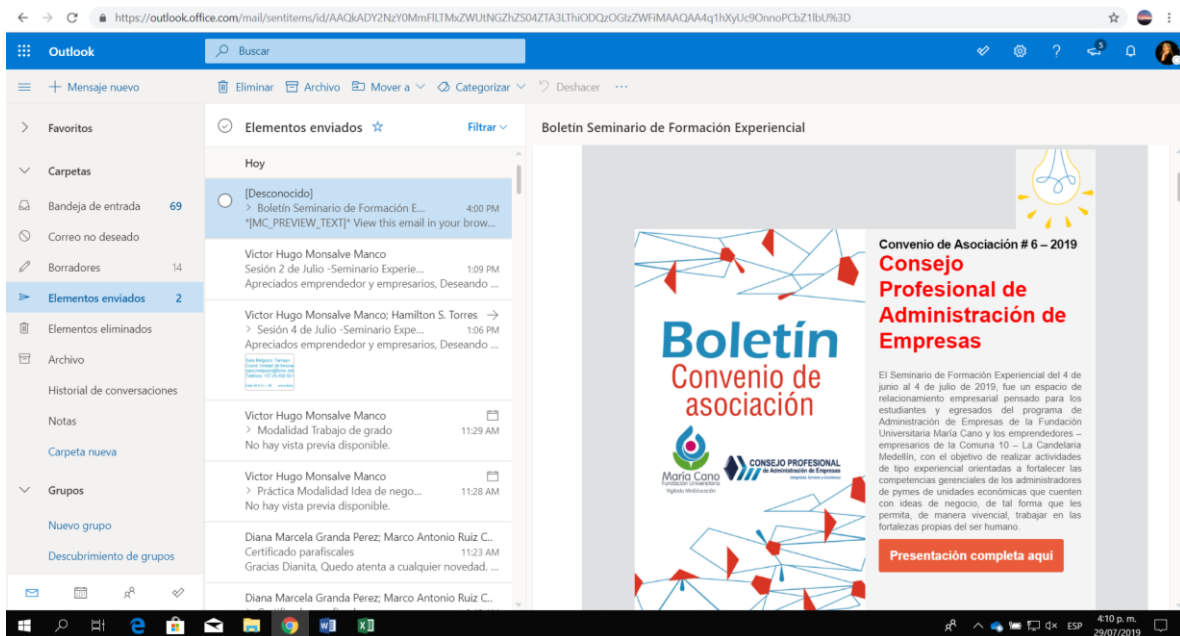 https://outlook.office.com/mail/sentitems/id/AAQkADY2NzY0MmFlLTMxZWUtNGZhZS04ZTA3LThiODQzOGIzZWFiMAAQAA4q1hXyUc9OnnoPCbZ1lbU%3D
Outlook
Buscar
5
Mensaje nuevo
Eliminar
Archivo
Mover a
Categorizar
Deshacer
Favoritos
Carpetas
Bandeja de entrada 69
Correo no deseado
Borradores 14
Elementos enviados 2
Elementos eliminados
Archivo
Historial de conversaciones
Notas
Carpeta nueva
Grupos
Nuevo grupo
Descubrimiento de grupos
Elementos enviados
Filtrar
Hoy
[Desconocido]
Boletín Seminario de Formación E... 4:00 PM
*|MC_PREVIEW_TEXT|* View this email in your brow...
Victor Hugo Monsalve Manco
Sesión 2 de Julio -Seminario Experie... 1:09 PM
Apreciados emprendedor y empresarios, Deseando ...
Victor Hugo Monsalve Manco; Hamilton S. Torres
Sesión 4 de Julio -Seminario Expe... 1:06 PM
Apreciados emprendedor y empresarios, Deseando ...
Victor Hugo Monsalve Manco
Modalidad Trabajo de grado 11:29 AM
No hay vista previa disponible.
Victor Hugo Monsalve Manco
Práctica Modalidad Idea de nego... 11:28 AM
No hay vista previa disponible.
Diana Marcela Granda Perez; Marco Antonio Ruiz C..
Certificado parafiscales 11:23 AM
Gracias Dianita, Quedo atenta a cualquier novedad. ...
Diana Marcela Granda Perez; Marco Antonio Ruiz C..
Boletín Seminario de Formación Experiencial
Boletín
Convenio de
asociación
María Cano
Fundación Universitaria
Vigilada Mineducación
CONSEJO PROFESIONAL
de Administración de Empresas
Convenio de Asociación # 6 – 2019
Consejo
Profesional de
Administración de
Empresas
El Seminario de Formación Experiencial del 4 de
junio al 4 de julio de 2019, fue un espacio de
relacionamiento empresarial pensado para los
estudiantes y egresados del programa de
Administración de Empresas de la Fundación
Universitaria María Cano y los emprendedores –
empresarios de la Comuna 10 – La Candelaria
Medellín, con el objetivo de realizar actividades
de tipo experiencial orientadas a fortalecer las
competencias gerenciales de los administradores
de pymes de unidades económicas que cuenten
con ideas de negocio, de tal forma que les
permita, de manera vivencial, trabajar en las
fortalezas propias del ser humano.
Presentación completa aquí
ESP
4:10 p. m.
29/07/2019